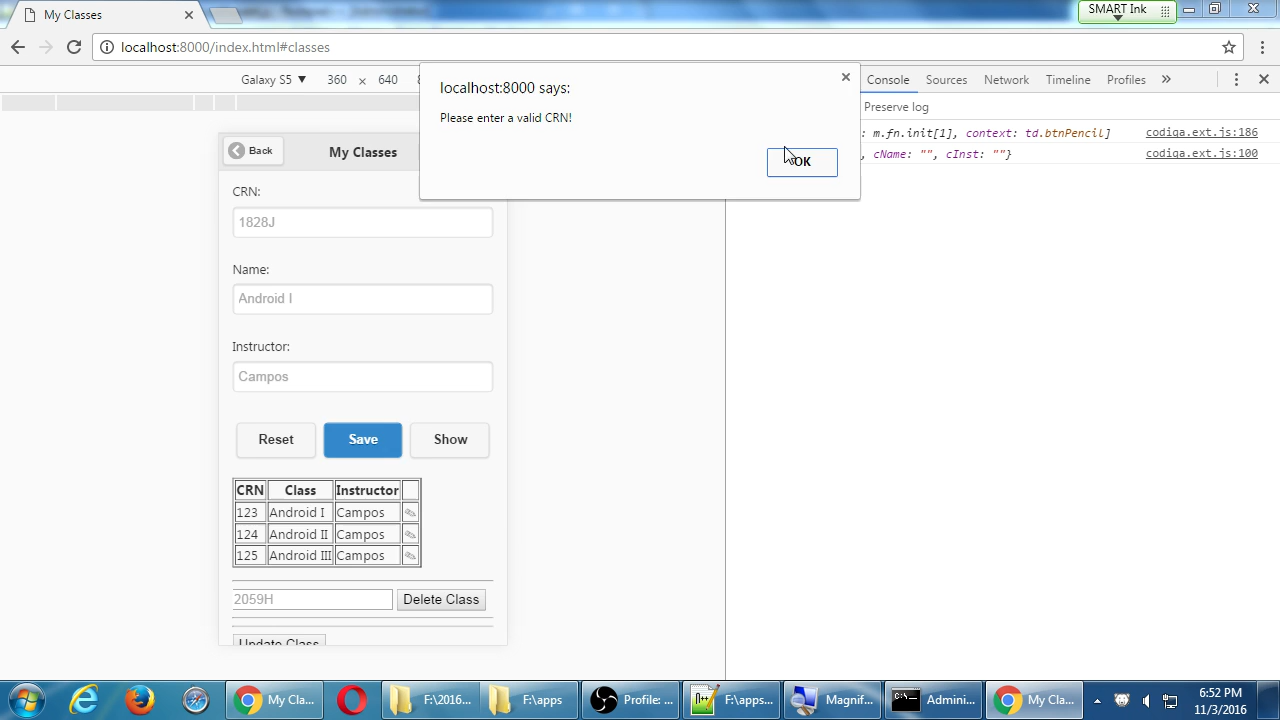 My Classes
SMART Ink
localhost:8000/index.html#classes
Galaxy S5 ▼ 360 × 640
Console Sources Network Timeline Profiles »
localhost:8000 says:
Please enter a valid CRN!
OK
Preserve log
: m.fn.init[1], context: td.btnPencil] codiqa.ext.js:186
, cName: "", cInst: ""} codiqa.ext.js:100
Back
My Classes
CRN:
1828J
Name:
Android I
Instructor:
Campos
Reset Save Show
CRN Class Instructor
123 Android I Campos
124 Android II Campos
125 Android III Campos
2059H Delete Class
Update Class
My Cla... F:\2016... F:\apps Profile: ... F:\apps... Magnif... Admini... My Cla...
6:52 PM
11/3/2016